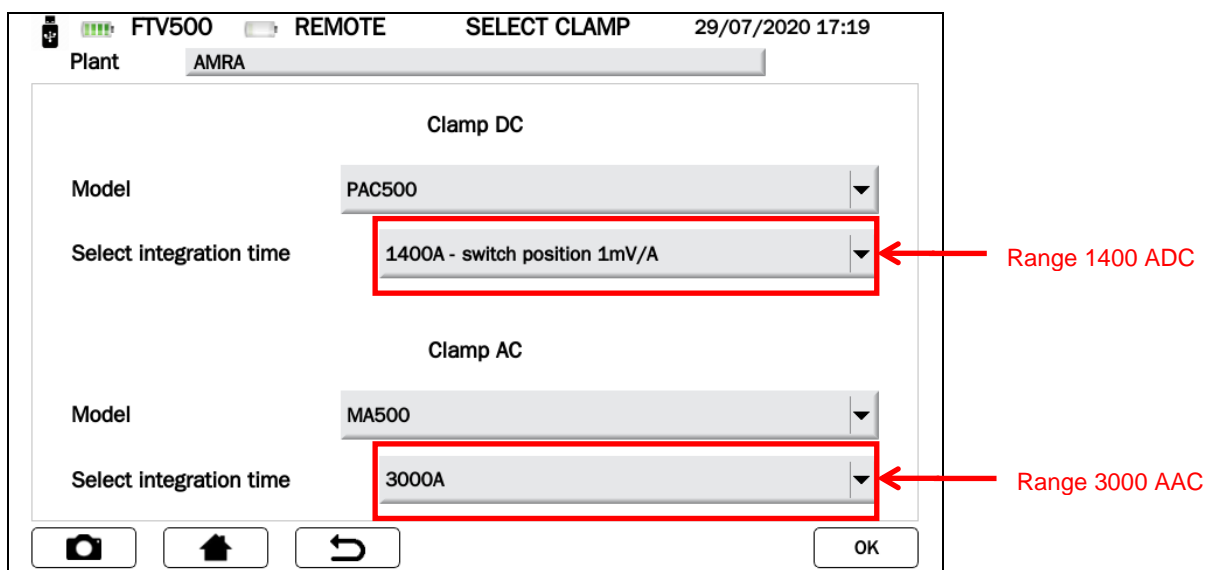 FTV500 REMOTE SELECT CLAMP 29/07/2020 17:19
Plant AMRA
Clamp DC
Model PAC500
Select integration time 1400A - switch position 1mV/A
Range 1400 ADC
Clamp AC
Model MA500
Select integration time 3000A
Range 3000 AAC
OK